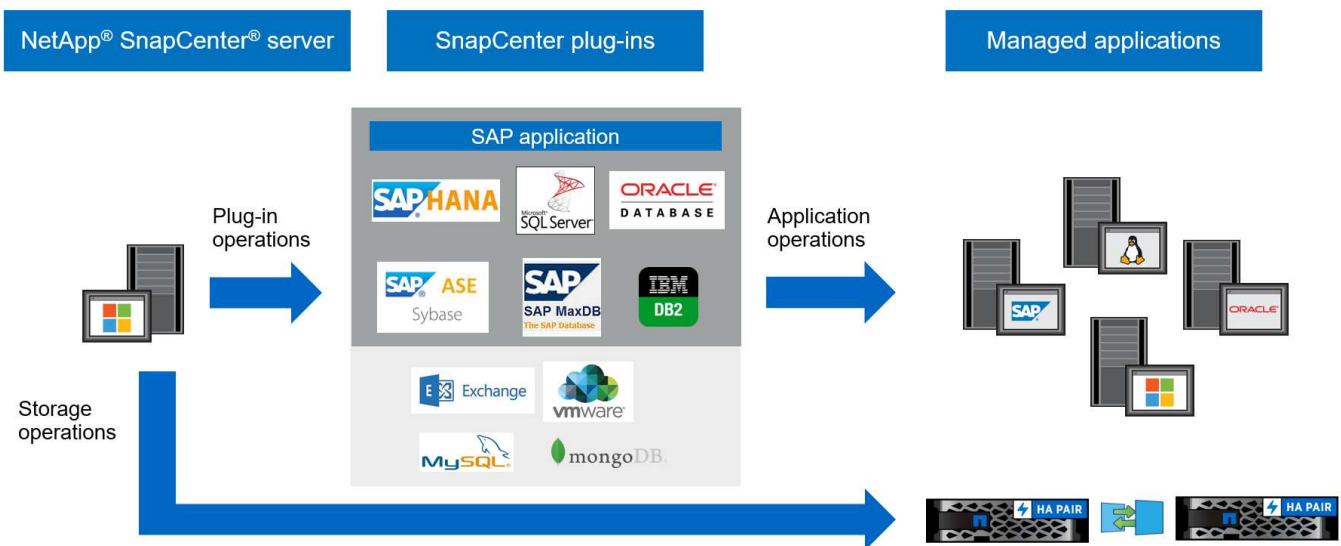 NetApp® SnapCenter® server
SnapCenter plug-ins
Managed applications
SAP application
SAP HANA
Microsoft®
SQL Server
ORACLE®
DATABASE
Plug-in
operations
Application
operations
SAP® ASE
Sybase
SAP
SAP MaxDB
The SAP Database
IBM
DB2
SAP
ORACLE®
Storage
operations
E Exchange
vmware®
MySQL®
mongoDB.
HA PAIR
HA PAIR